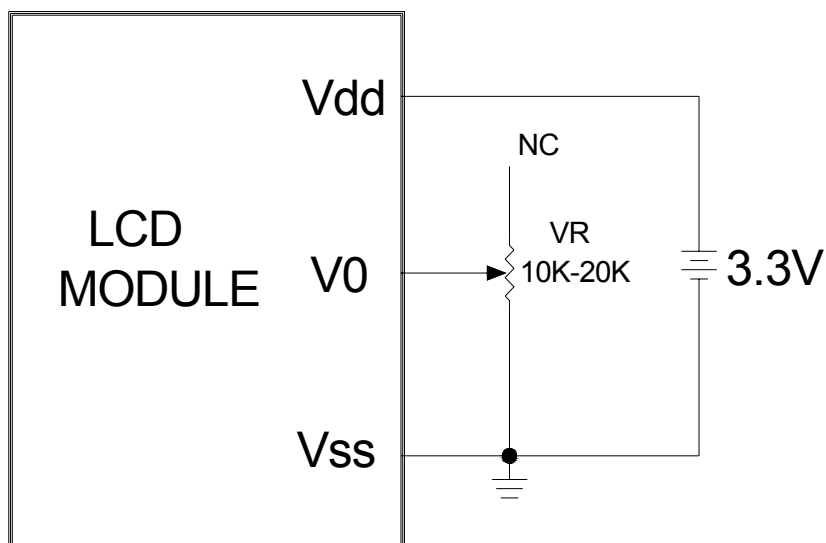 Vdd
NC
LCD
MODULE
V0
VR
10K-20K
3.3V
Vss